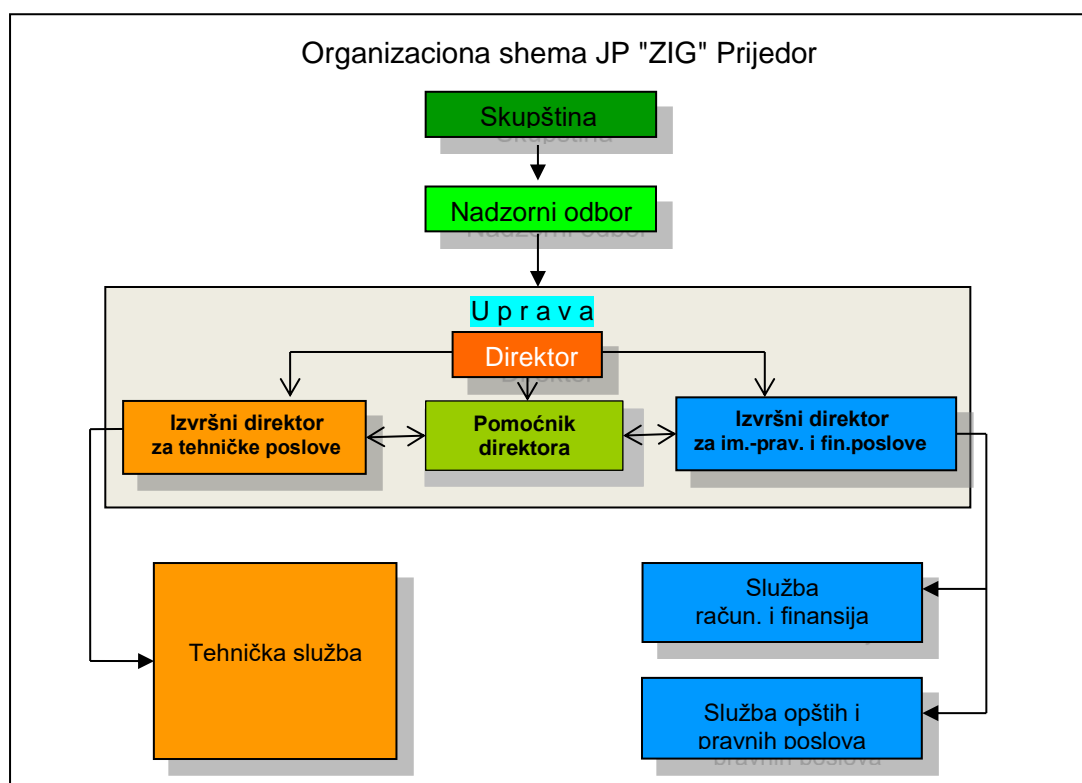 Organizaciona shema JP "ZIG" Prijedor
Skupština
Nadzorni odbor
U p r a v a
Direktor
Izvršni direktor
za tehničke poslove
Pomoćnik
direktora
Izvršni direktor
za im.-prav. i fin.poslove
Tehnička služba
Služba
račun. i finansija
Služba opštih i
pravnih poslova